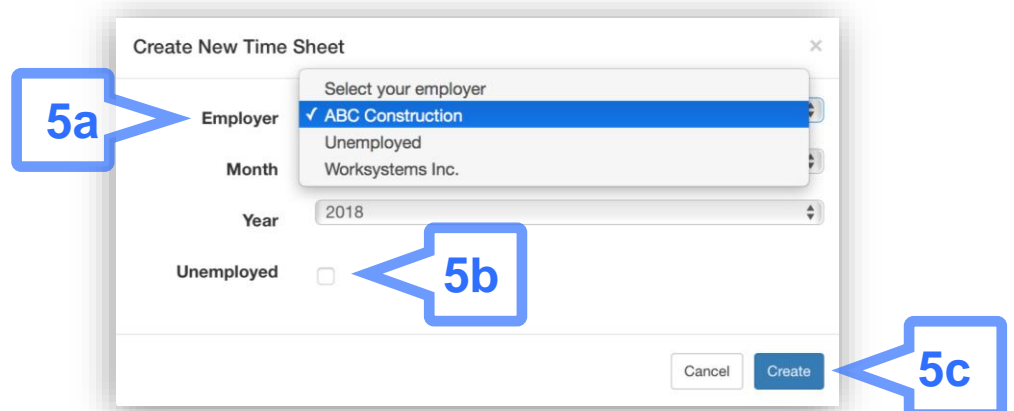 Create New Time Sheet ×
Select your employer
5a
Employer ✓ ABC Construction
Unemployed
Month Worksystems Inc.
Year 2018
Unemployed 5b
Cancel Create 5c